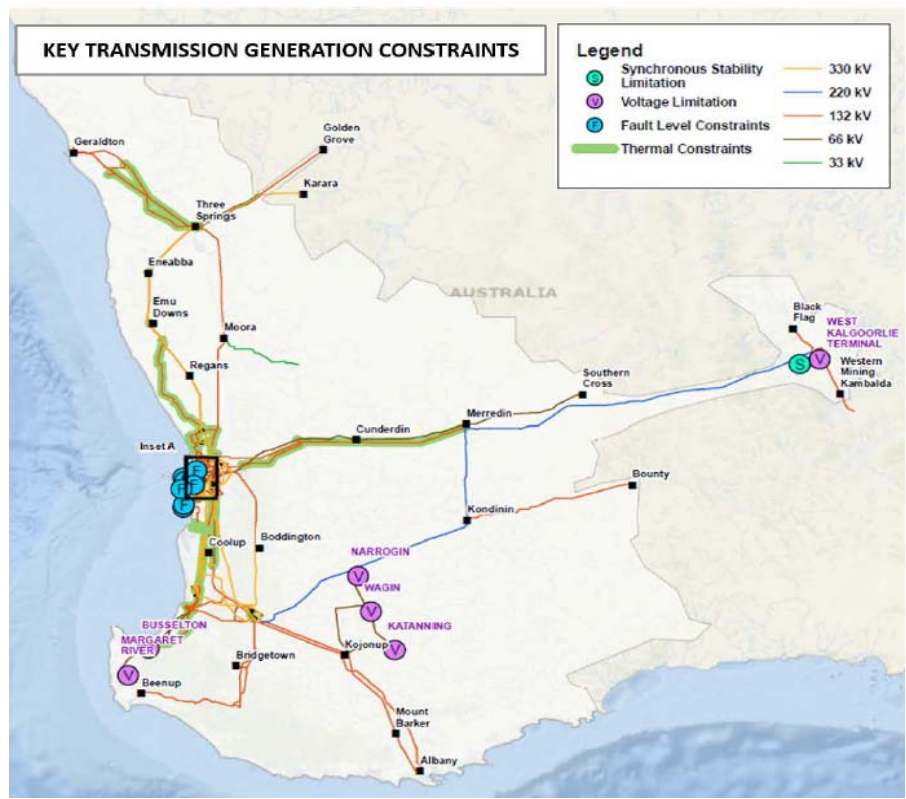 KEY TRANSMISSION GENERATION CONSTRAINTS
Legend
S
Synchronous Stability
Limitation
V
Voltage Limitation
F
Fault Level Constraints
Thermal Constraints
330 kV
220 kV
132 kV
66 kV
33 kV
Geraldton
Golden
Grove
Karara
Three
Springs
Eneabba
AUSTRALIA
Emu
Downs
Moora
Black
Flag
WEST
KALGOORLIE
TERMINAL
S
V
Regans
Southern
Cross
Western
Mining
Kambalda
Merredin
Cunderdin
Inset A
F
F
F
F
Bounty
Kondinin
Coolup
Boddington
NARROGIN
V
WAGIN
V
KATANNING
V
BUSSELTON
MARGARET
RIVER
V
Beenup
Bridgetown
Kojonup
Mount
Barker
Albany